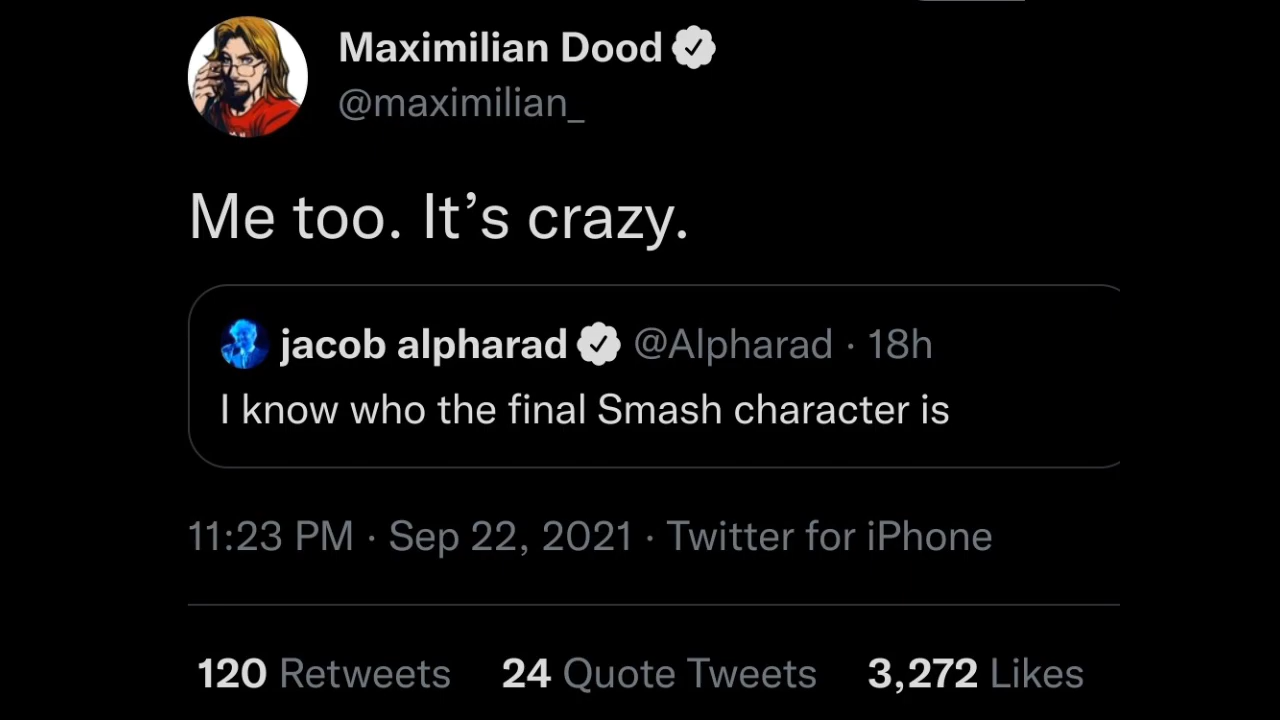 Maximilian Dood
@maximilian_
Me too. It’s crazy.
jacob alpharad @Alpharad · 18h
I know who the final Smash character is
11:23 PM · Sep 22, 2021 · Twitter for iPhone
120 Retweets 24 Quote Tweets 3,272 Likes